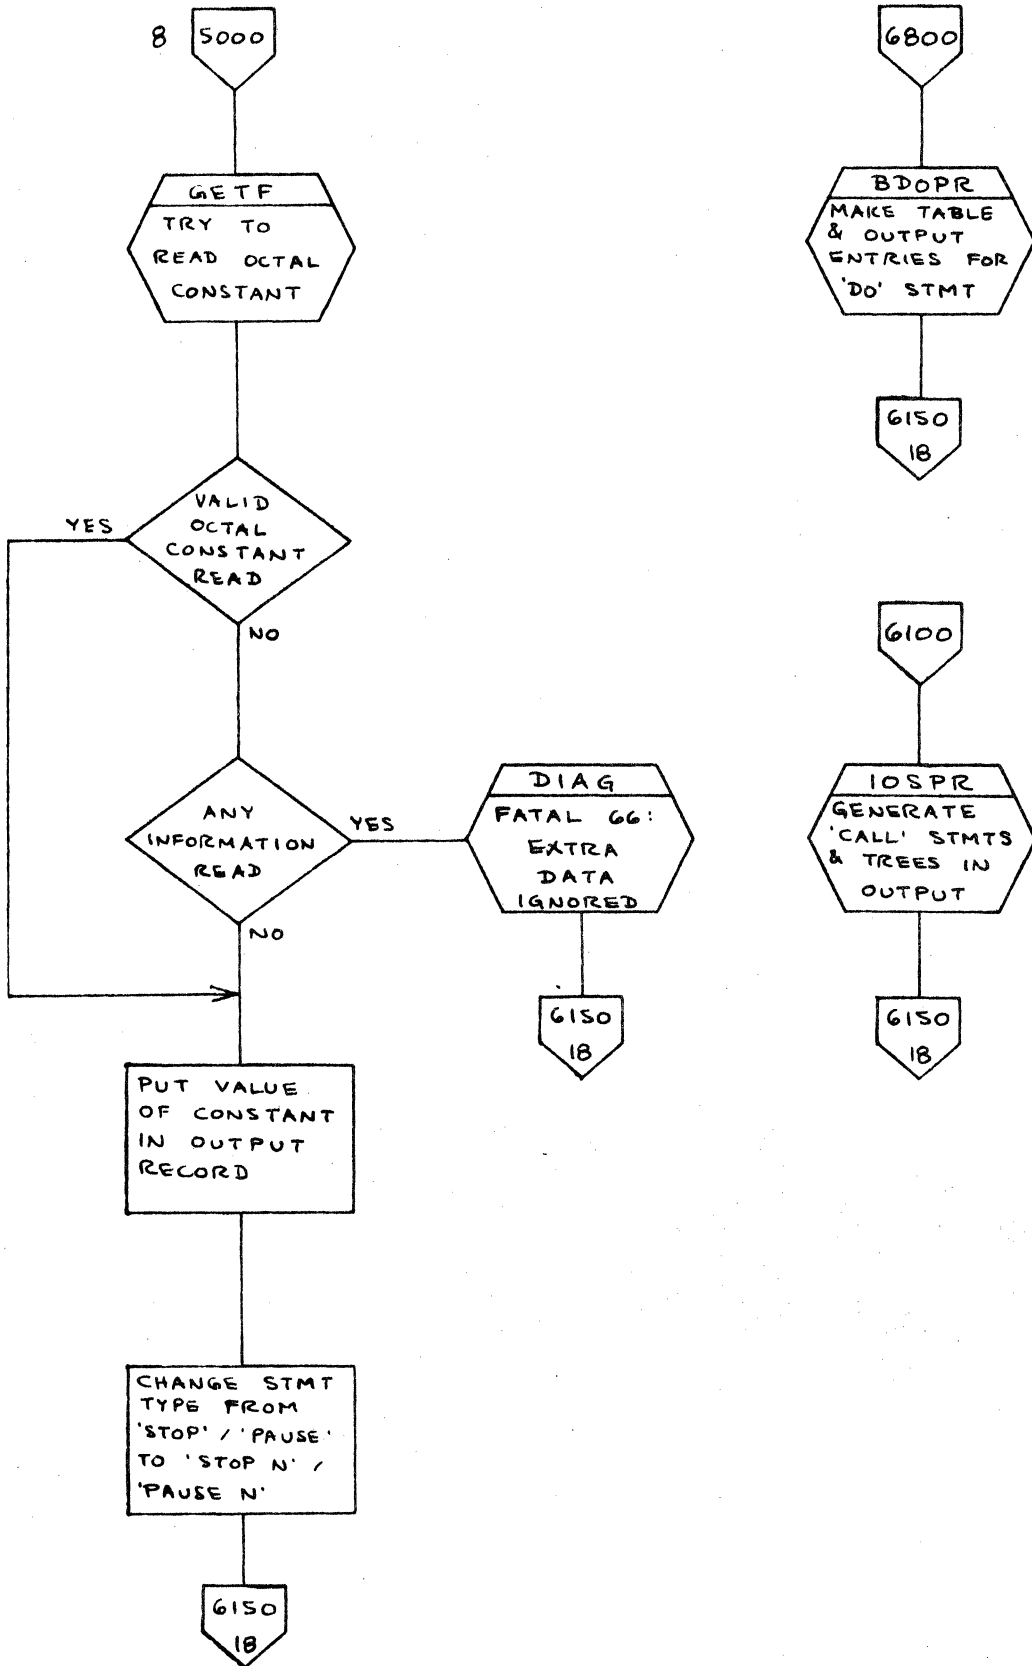 8
5000
GETF
TRY TO
READ OCTAL
CONSTANT
VALID
OCTAL
CONSTANT
READ
YES
NO
ANY
INFORMATION
READ
YES
NO
DIAG
FATAL 66:
EXTRA
DATA
IGNORED
6150
18
PUT VALUE
OF CONSTANT
IN OUTPUT
RECORD
CHANGE STMT
TYPE FROM
'STOP' / 'PAUSE'
TO 'STOP N' /
'PAUSE N'
6150
18
6800
BDOPR
MAKE TABLE
& OUTPUT
ENTRIES FOR
'DO' STMT
6150
18
6100
IOSPR
GENERATE
'CALL' STMTS
& TREES IN
OUTPUT
6150
18